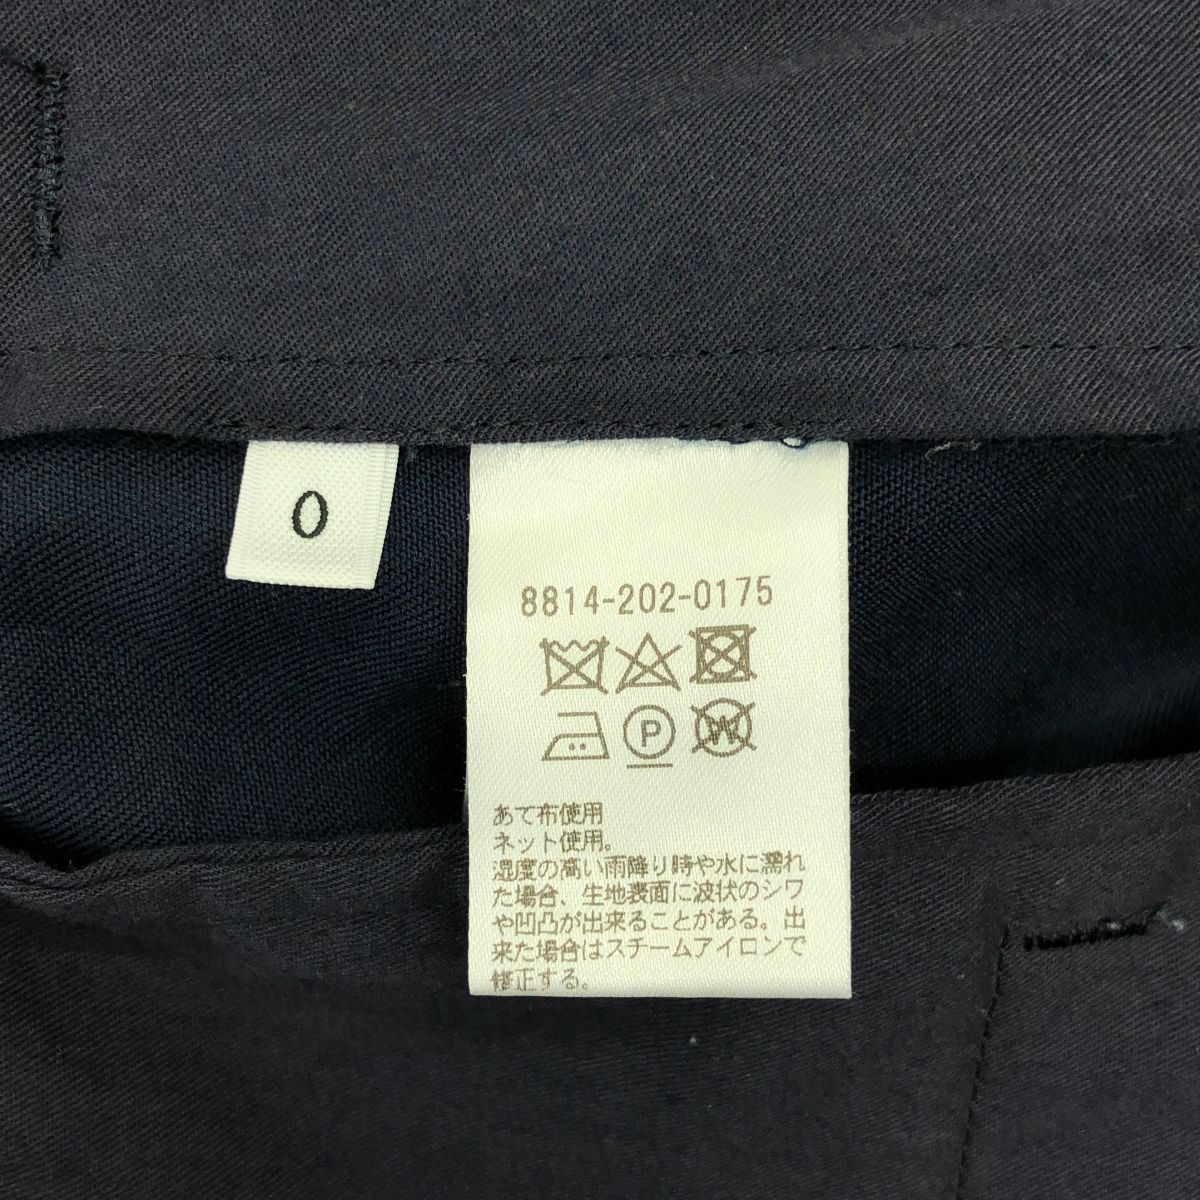 0
8814-202-0175
P
W
あて布使用
ネット使用。
湿度の高い雨降り時や水に濡れ
た場合、生地表面に波状のシワ
や凹凸が出来ることがある。出
来た場合はスチームアイロンで
修正する。